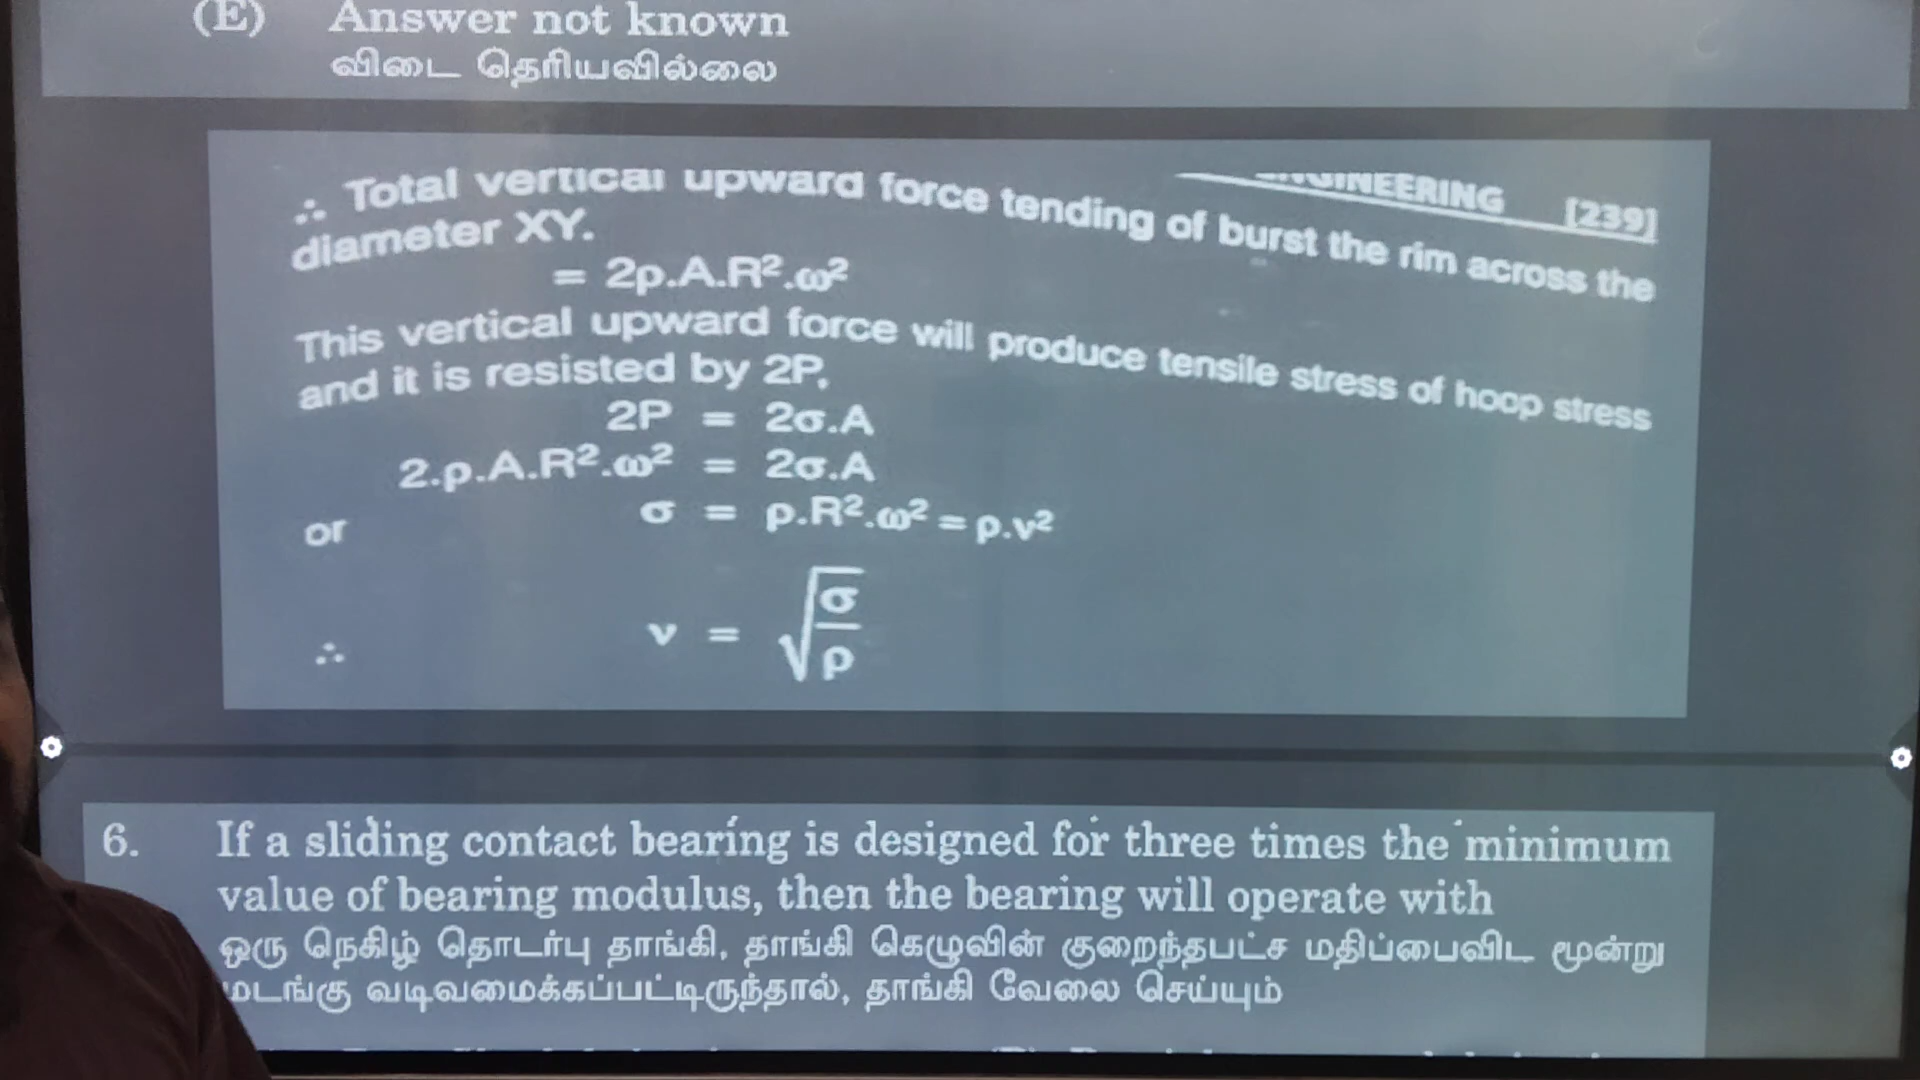 (E) Answer not known
விடை தெரியவில்லை
NGINEERING [239]
∴ Total vertical upward force tending of burst the rim across the
diameter XY.
= 2ρ.A.R².ω²
This vertical upward force will produce tensile stress of hoop stress
and it is resisted by 2P,
2P = 2σ.A
2.ρ.A.R².ω² = 2σ.A
or σ = ρ.R².ω² = ρ.v²
∴ v = √(σ/ρ)
6. If a sliding contact bearing is designed for three times the minimum
value of bearing modulus, then the bearing will operate with
ஒரு நெகிழ் தொடர்பு தாங்கி, தாங்கி கெழுவின் குறைந்தபட்ச மதிப்பைவிட மூன்று
மடங்கு வடிவமைக்கப்பட்டிருந்தால், தாங்கி வேலை செய்யும்